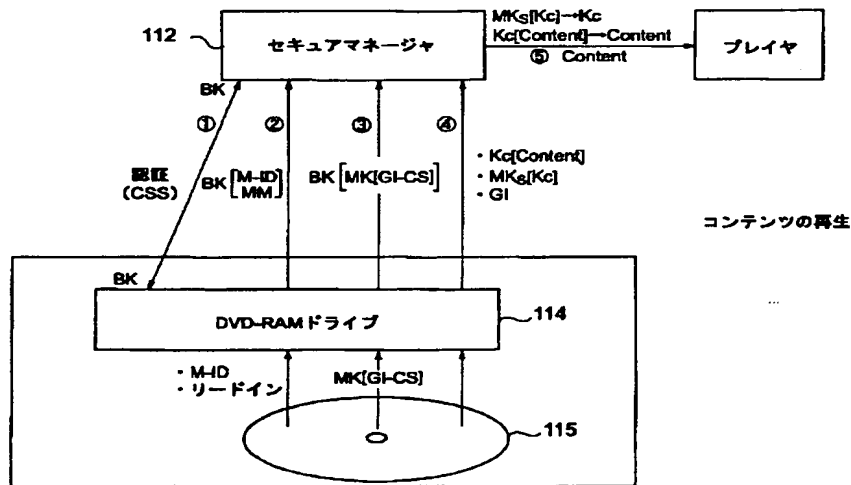 112
セキュアマネージャ
MKS[Kc]→Kc
Kc[Content]→Content
⑤ Content
プレイヤ
BK
①
②
③
④
認証
(CSS)
BK[M-ID
MM]
BK[MK[GI-CS]]
・Kc[Content]
・MKS[Kc]
・GI
コンテンツの再生
BK
DVD-RAMドライブ
114
・M-ID
・リードイン
MK[GI-CS]
115